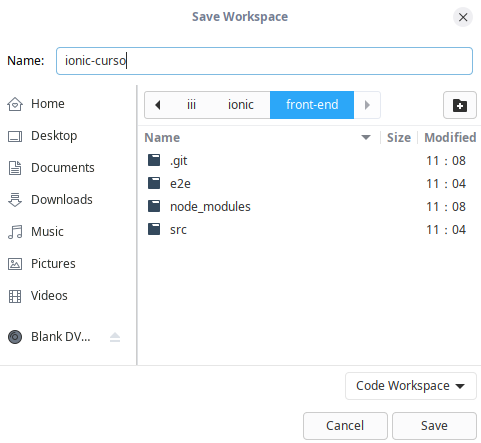 Save Workspace
Name: ionic-curso
Home
Desktop
Documents
Downloads
Music
Pictures
Videos
Blank DV...
iii ionic front-end
Name Size Modified
.git 11 : 08
e2e 11 : 04
node_modules 11 : 08
src 11 : 04
Code Workspace
Cancel Save